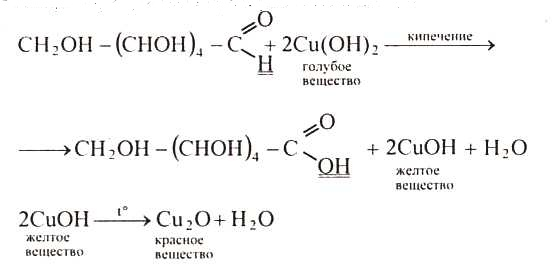 CH₂OH – (CHOH)₄ – C (=O) H + 2Cu(OH)₂ —кипечение→
голубое вещество
→ CH₂OH – (CHOH)₄ – C (=O) OH + 2CuOH + H₂O
желтое вещество
2CuOH —t°→ Cu₂O + H₂O
желтое вещество красное вещество